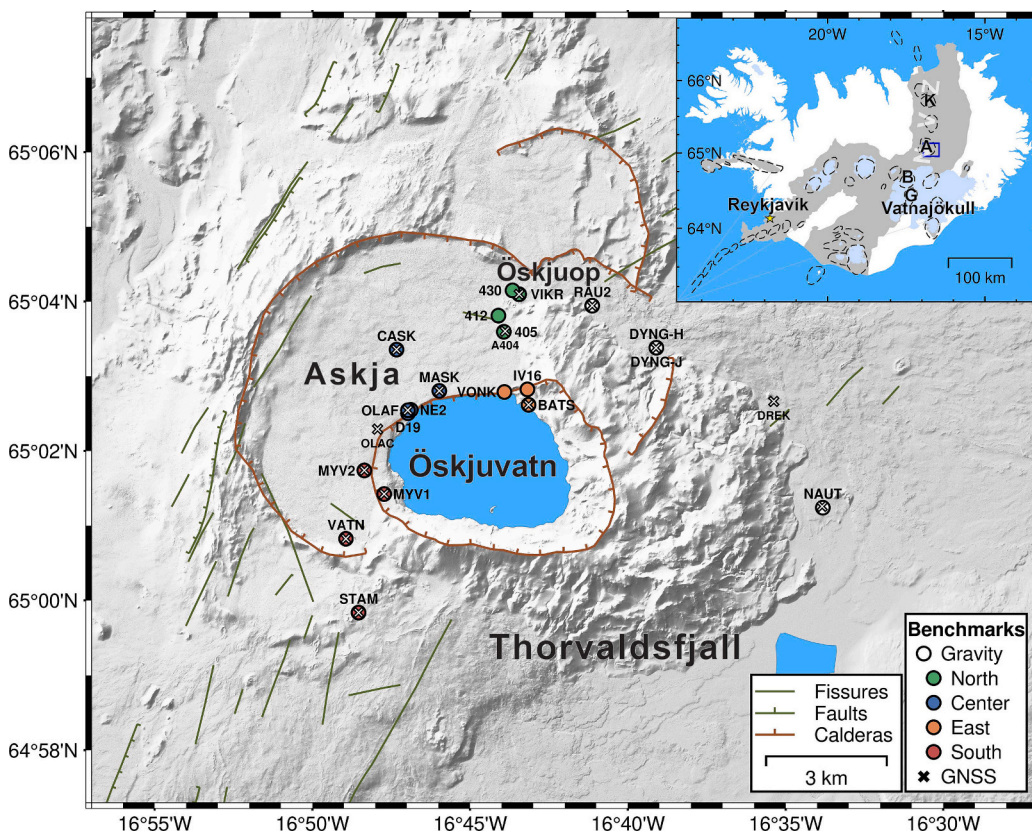 20°W
15°W
66°N
65°N
64°N
K
A
B
G
Reykjavik
Vatnajökull
100 km
65°06'N
65°04'N
65°02'N
65°00'N
64°58'N
Öskjuop
430
VIKR
RAU2
412
405
A404
CASK
DYNG-H
DYNG-J
Askja
MASK
IV16
VONK
BATS
OLAF
NE2
D19
OLAC
DREK
MYV2
Öskjuvatn
MYV1
NAUT
VATN
STAM
Thorvaldsfjall
Fissures
Faults
Calderas
3 km
Benchmarks
Gravity
North
Center
East
South
GNSS
16°55'W
16°50'W
16°45'W
16°40'W
16°35'W
16°30'W